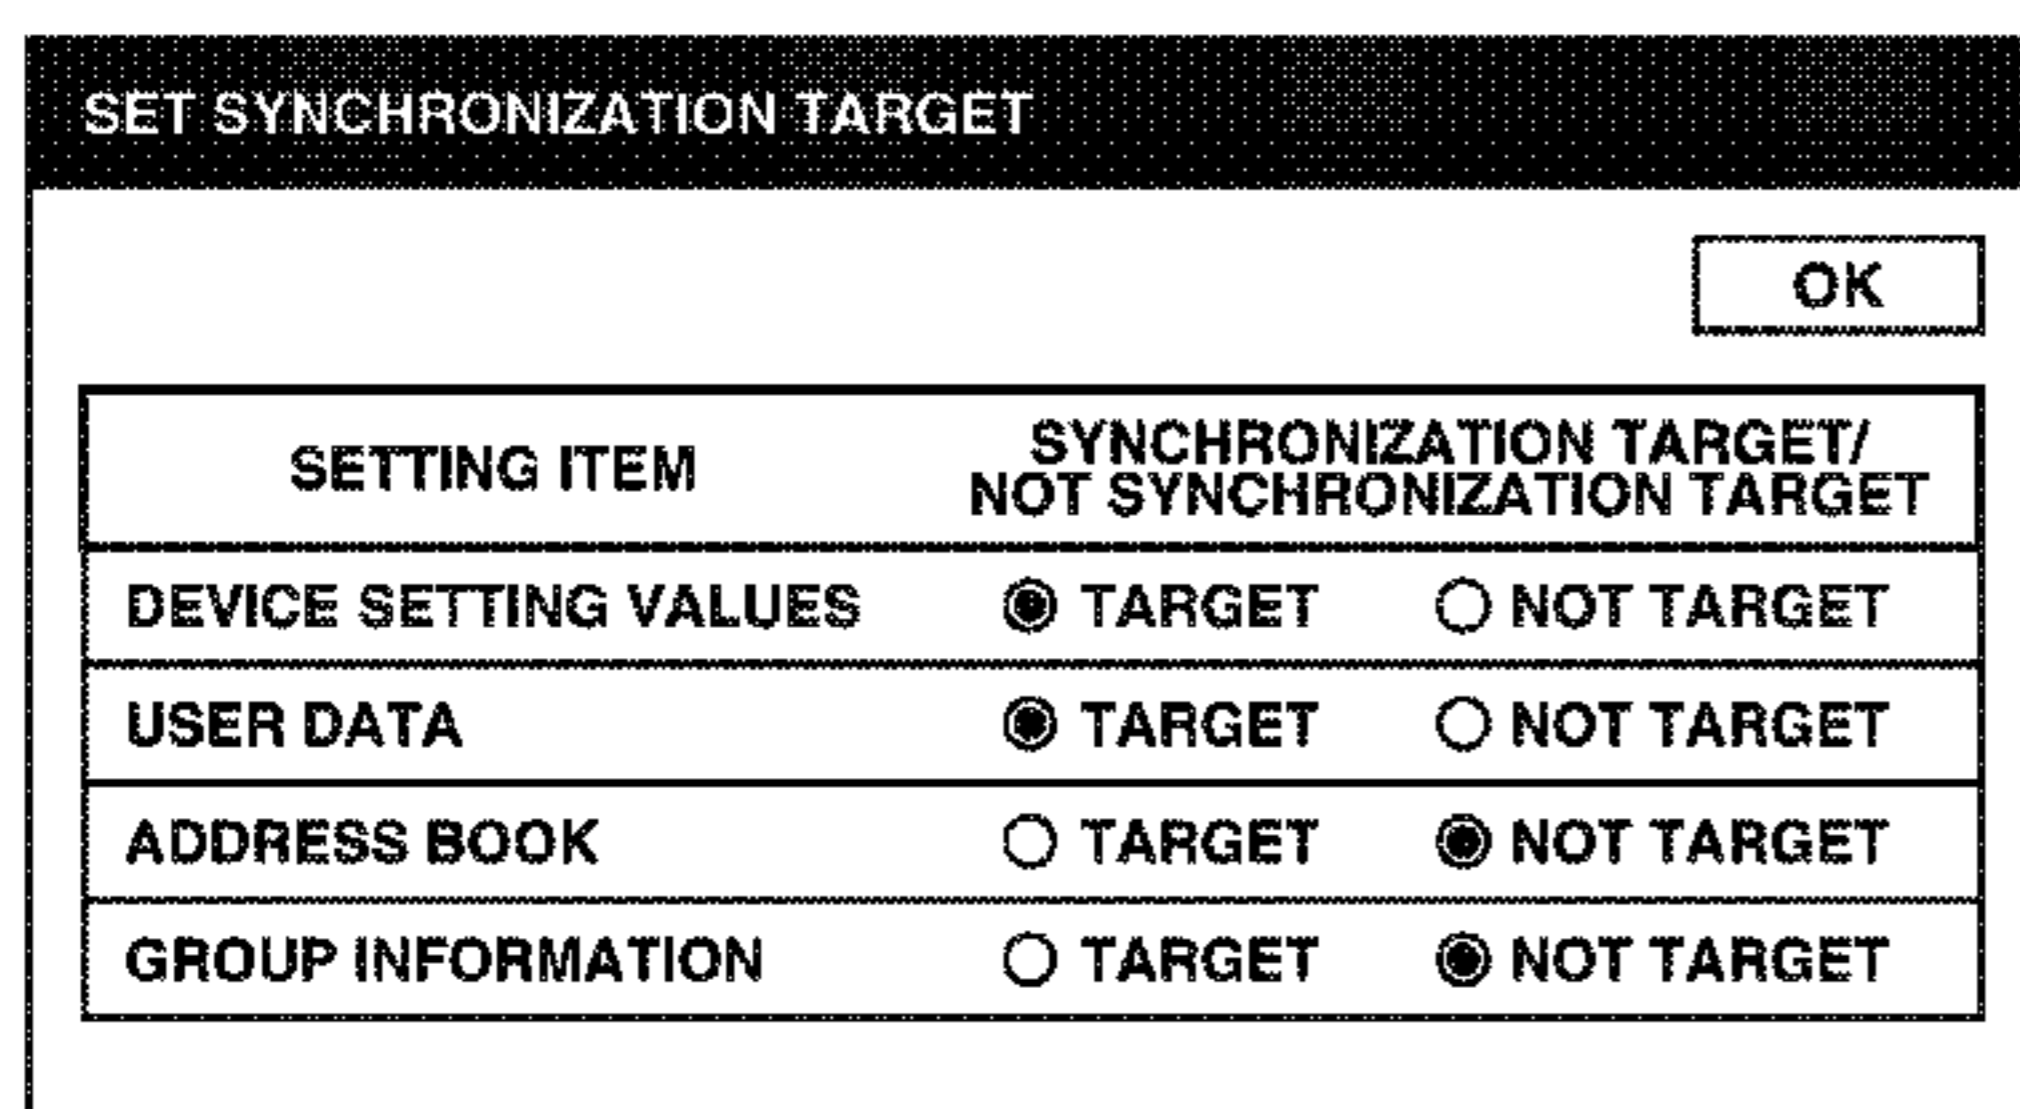 SET SYNCHRONIZATION TARGET
OK
SETTING ITEM
SYNCHRONIZATION TARGET/
NOT SYNCHRONIZATION TARGET
DEVICE SETTING VALUES TARGET NOT TARGET
USER DATA TARGET NOT TARGET
ADDRESS BOOK TARGET NOT TARGET
GROUP INFORMATION TARGET NOT TARGET